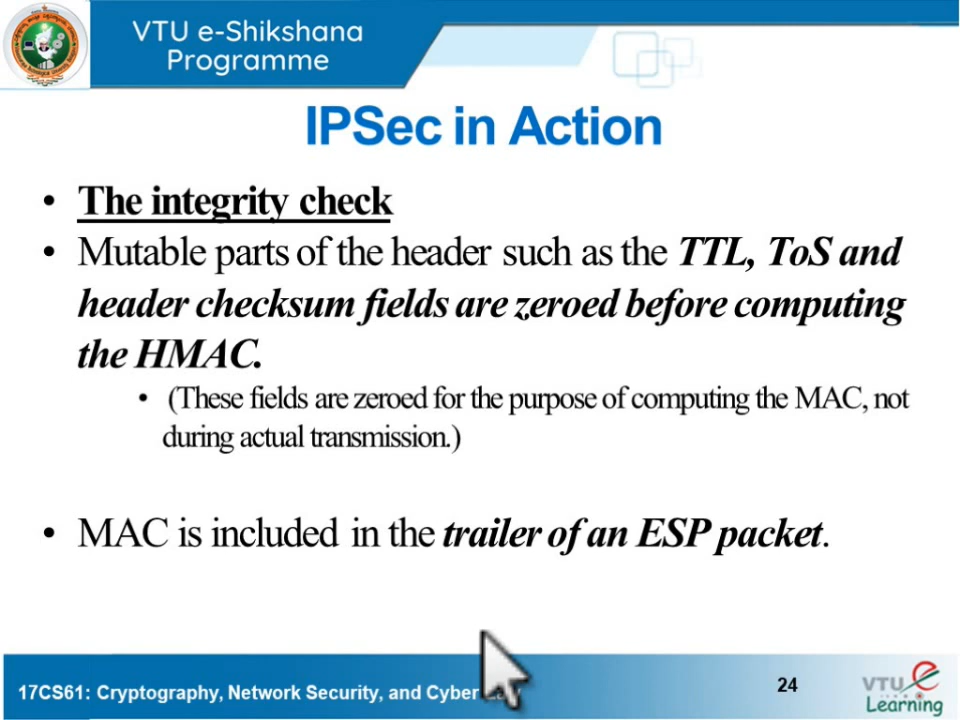 VTU e-Shikshana
Programme
IPSec in Action
• The integrity check
• Mutable parts of the header such as the TTL, ToS and
header checksum fields are zeroed before computing
the HMAC.
• (These fields are zeroed for the purpose of computing the MAC, not
during actual transmission.)
• MAC is included in the trailer of an ESP packet.
17CS61: Cryptography, Network Security, and Cyber
24
VTU e
Learning